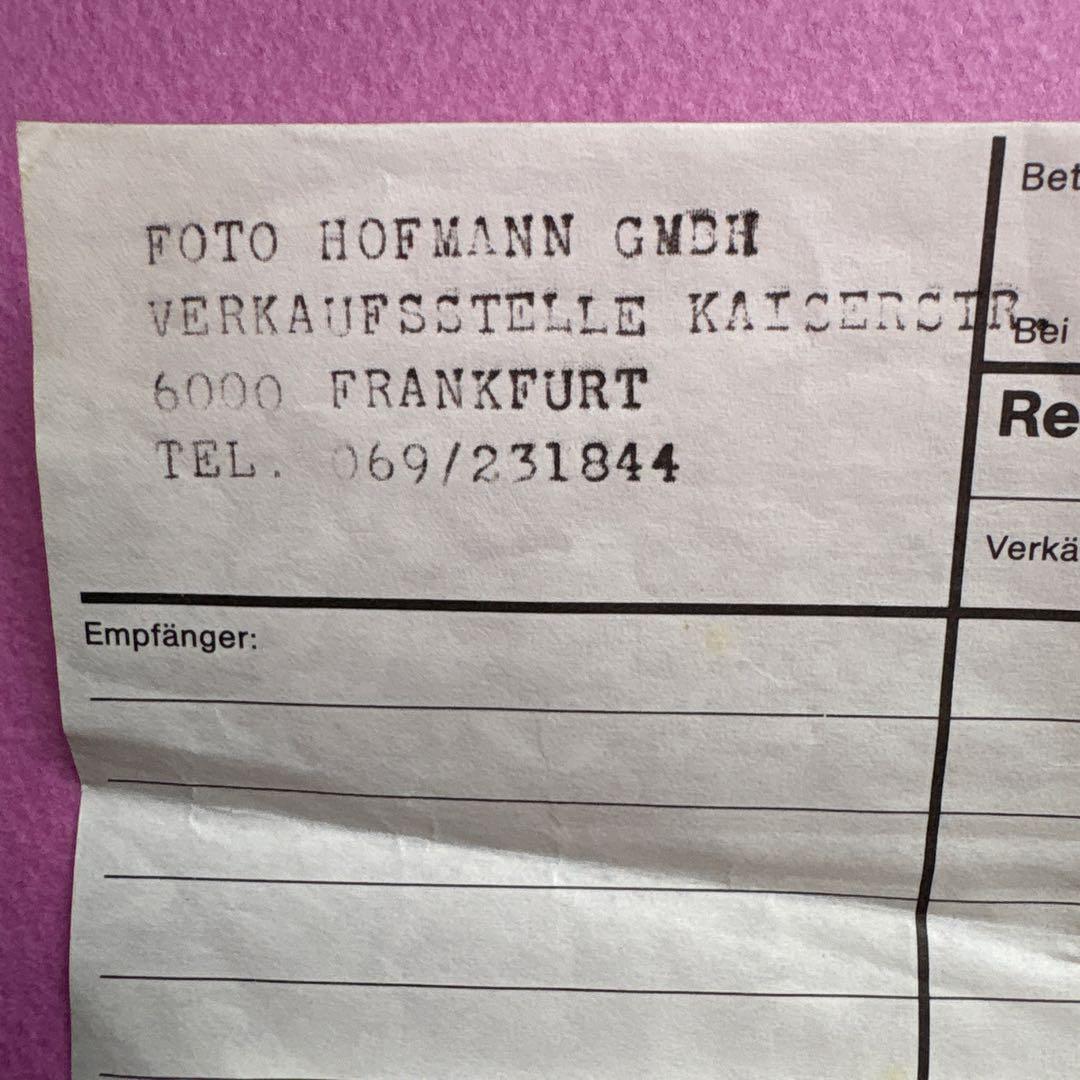 FOTO HOFMANN GMBH
VERKAUFSSTELLE KAISERSTR.
6000 FRANKFURT
TEL. 069/231844
Bet
Bei
Re
Verkä
Empfänger: